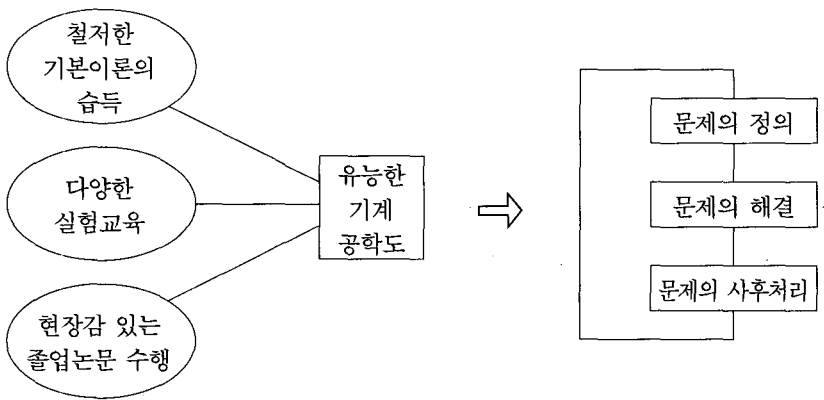 철저한
기본이론의
습득
다양한
실험교육
현장감 있는
졸업논문 수행
유능한
기계
공학도
문제의 정의
문제의 해결
문제의 사후처리